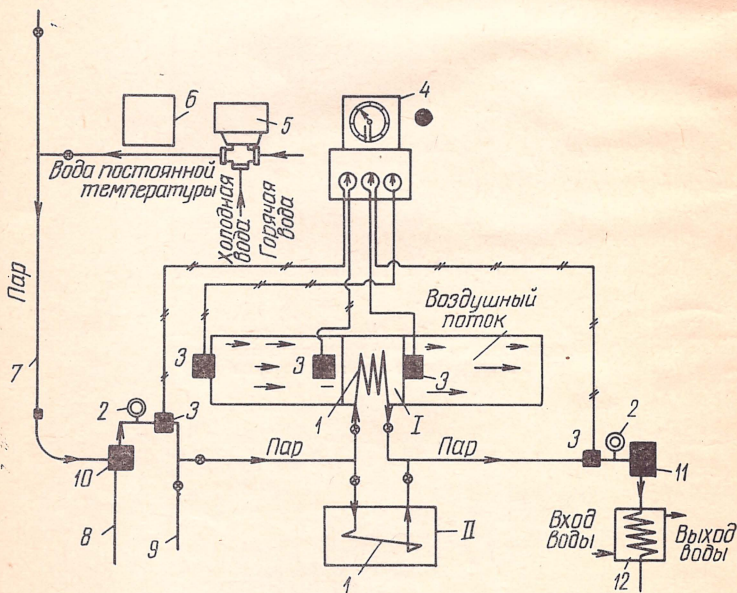 4
6
5
Вода постоянной
температуры
Холодная
вода
Горячая
вода
Пар
Воздушный
поток
3
3
3
7
2
3
1
I
2
3
Пар
Пар
10
11
8
9
II
1
Вход
воды
Выход
воды
12